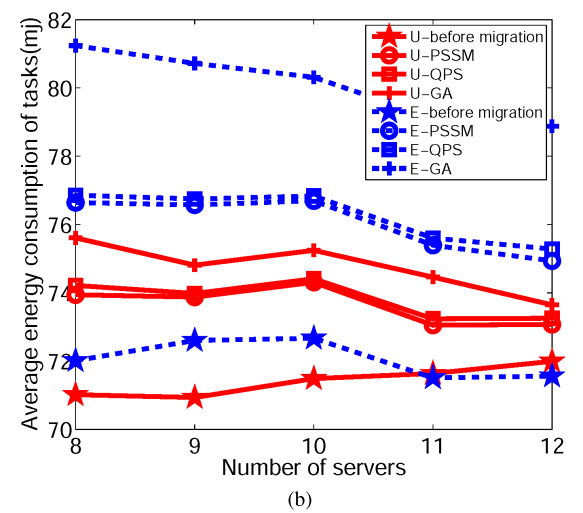 82
80
78
76
74
72
70
Average energy consumption of tasks(mj)
U-before migration
U-PSSM
U-QPS
U-GA
E-before migration
E-PSSM
E-QPS
E-GA
8 9 10 11 12
Number of servers
(b)